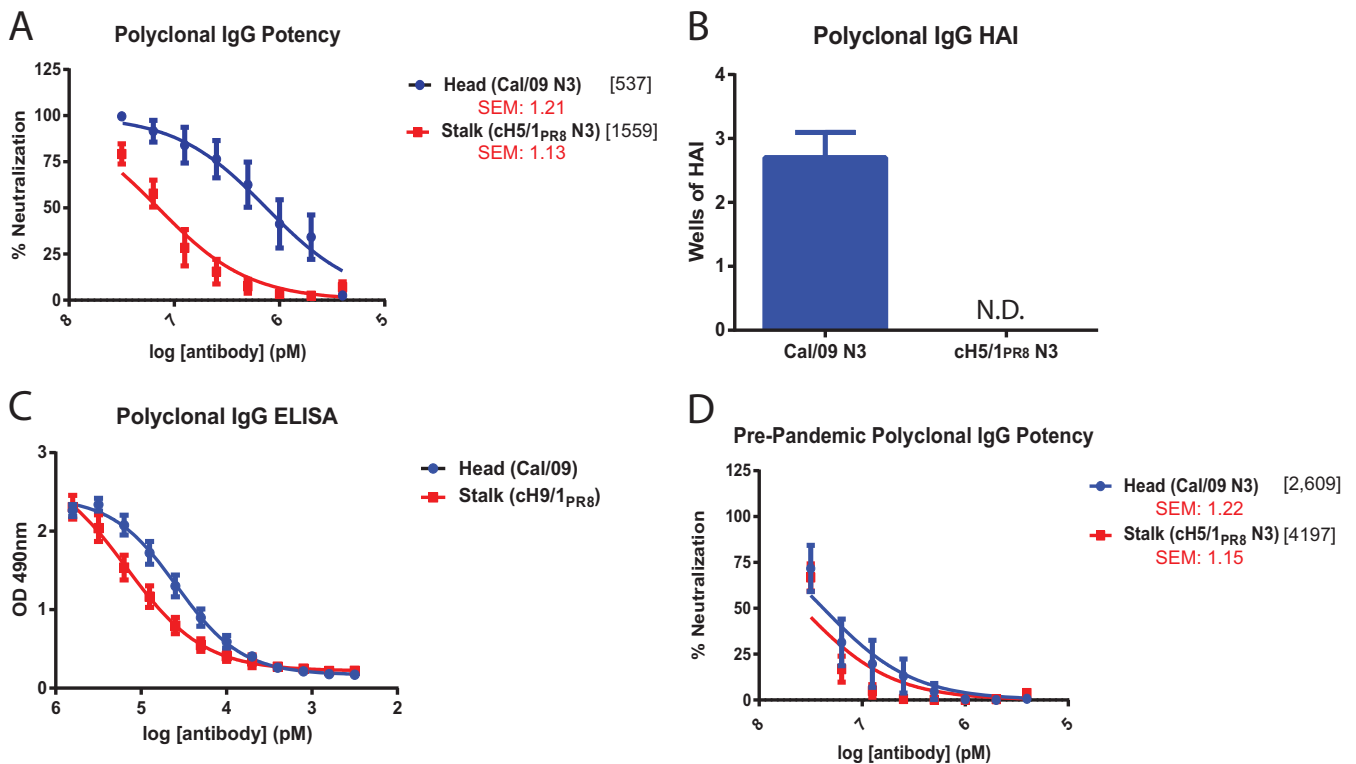 A
Polyclonal IgG Potency
125
100
75
50
25
0
% Neutralization
8
7
6
5
log [antibody] (pM)
Head (Cal/09 N3) [537]
SEM: 1.21
Stalk (cH5/1PR8 N3) [1559]
SEM: 1.13
B
Polyclonal IgG HAI
4
3
2
1
0
Wells of HAI
N.D.
Cal/09 N3
cH5/1PR8 N3
C
Polyclonal IgG ELISA
3
2
1
0
OD 490nm
6
5
4
3
2
log [antibody] (pM)
Head (Cal/09)
Stalk (cH9/1PR8)
D
Pre-Pandemic Polyclonal IgG Potency
125
100
75
50
25
0
% Neutralization
8
7
6
5
log [antibody] (pM)
Head (Cal/09 N3) [2,609]
SEM: 1.22
Stalk (cH5/1PR8 N3) [4197]
SEM: 1.15